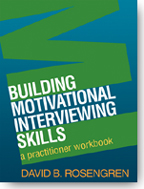 BUILDING
MOTIVATIONAL
INTERVIEWING
SKILLS
a practitioner workbook
DAVID B. ROSENGREN